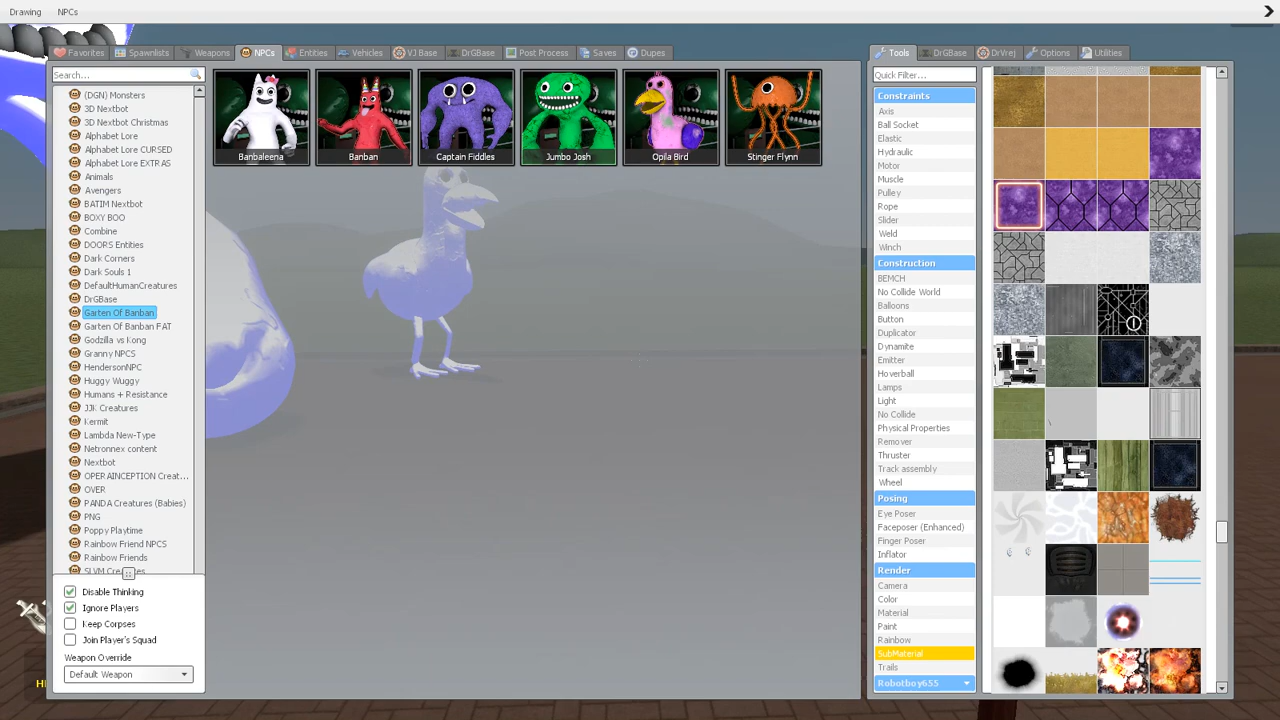 Drawing NPCs
Favorites Spawnlists Weapons NPCs Entities Vehicles VJ Base DrGBase Post Process Saves Dupes
Search...
(DGN) Monsters
3D Nextbot
3D Nextbot Christmas
Alphabet Lore
Alphabet Lore CURSED
Alphabet Lore EXTRAS
Animals
Avengers
BATIM Nextbot
BOXY BOO
Combine
DOORS Entities
Dark Corners
Dark Souls 1
DefaultHumanCreatures
DrGBase
Garten Of Banban
Garten Of Banban FAT
Godzilla vs Kong
Granny NPCS
HendersonNPC
Huggy Wuggy
Humans + Resistance
JJK Creatures
Kermit
Lambda New-Type
Netronnex content
Nextbot
OPERAINCEPTION Creat...
OVER
PANDA Creatures (Babies)
PNG
Poppy Playtime
Rainbow Friend NPCS
Rainbow Friends
Disable Thinking
Ignore Players
Keep Corpses
Join Player's Squad
Weapon Override
Default Weapon
Banbaleena Banban Captain Fiddles Jumbo Josh Opila Bird Stinger Flynn
Tools DrGBase DrVrej Options Utilities
Quick Filter...
Constraints
Axis
Ball Socket
Elastic
Hydraulic
Motor
Muscle
Pulley
Rope
Slider
Weld
Winch
Construction
BEMCH
No Collide World
Balloons
Button
Duplicator
Dynamite
Emitter
Hoverball
Lamps
Light
No Collide
Physical Properties
Remover
Thruster
Track assembly
Wheel
Posing
Eye Poser
Faceposer (Enhanced)
Finger Poser
Inflator
Render
Camera
Color
Material
Paint
Rainbow
SubMaterial
Trails
Robotboy655